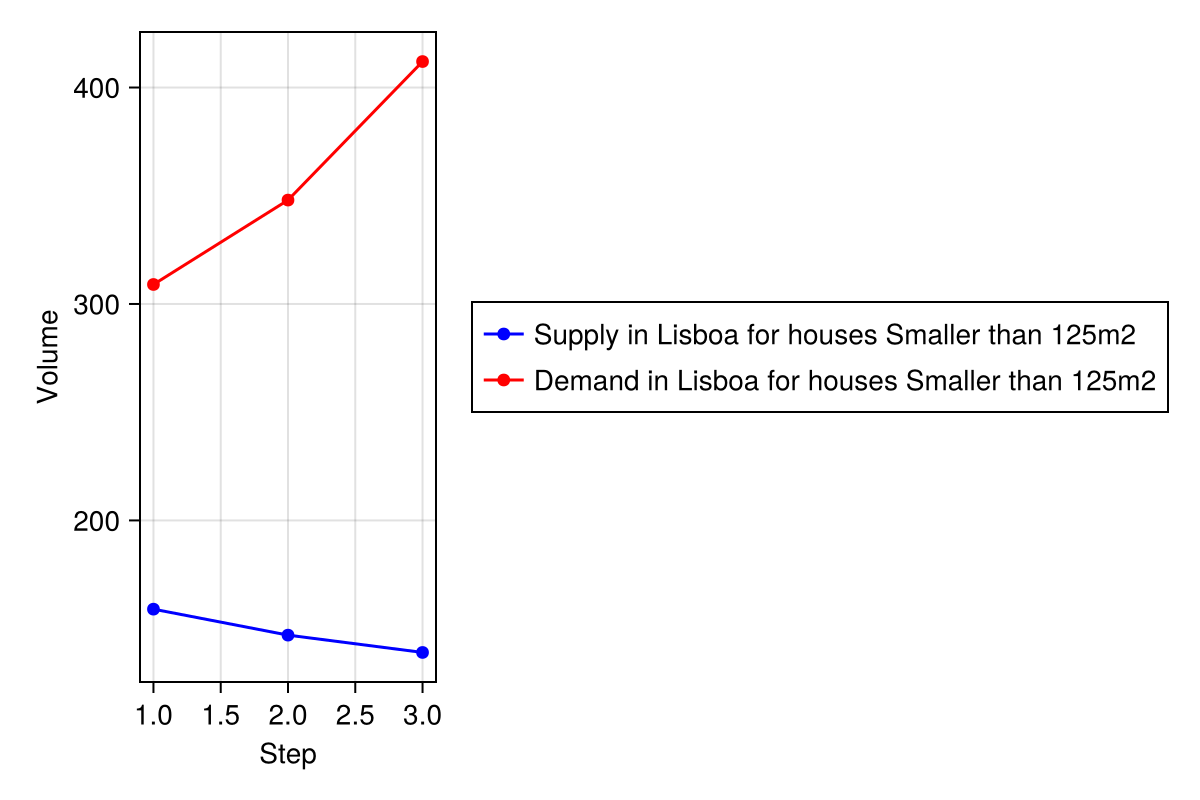 400
300
200
Volume
1.0 1.5 2.0 2.5 3.0
Step
Supply in Lisboa for houses Smaller than 125m2
Demand in Lisboa for houses Smaller than 125m2